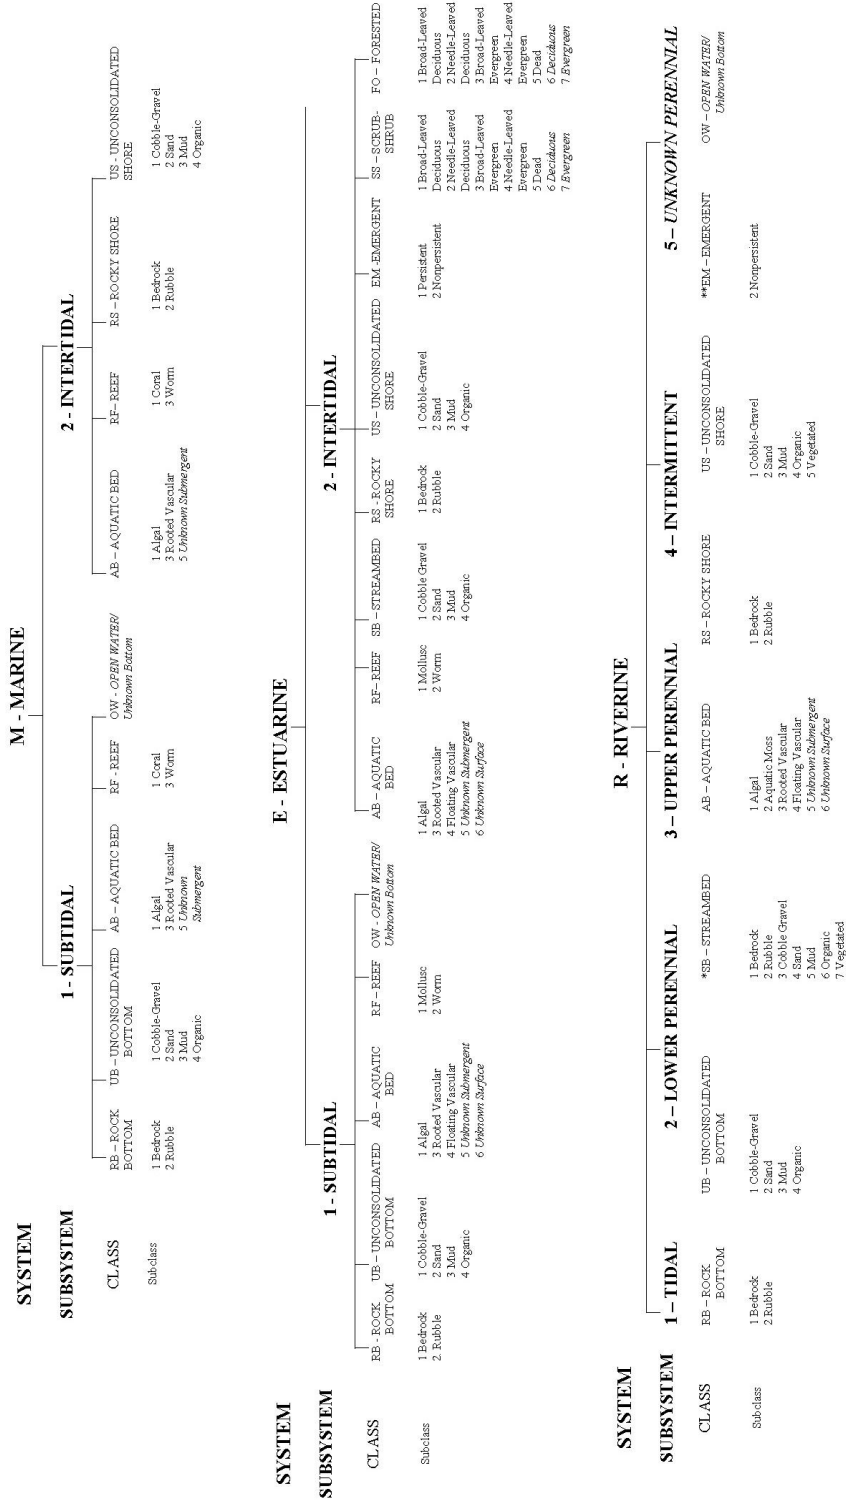 SYSTEM
M - MARINE
SUBSYSTEM
1- SUBTIDAL
2 - INTERTIDAL
CLASS
RB – ROCK
BOTTOM
UB – UNCONSOLIDATED
BOTTOM
AB – AQUATIC BED
RF - REEF
OW - OPEN WATER/
Unknown Bottom
AB – AQUATIC BED
RF– REEF
RS – ROCKY SHORE
US - UNCONSOLIDATED
SHORE
Subclass
1 Bedrock
2 Rubble
1 Cobble-Gravel
2 Sand
3 Mud
4 Organic
1 Algal
3 Rooted Vascular
5 Unknown
Submergent
1 Coral
3 Worm
1 Algal
3 Rooted Vascular
5 Unknown Submergent
1 Coral
3 Worm
1 Bedrock
2 Rubble
1 Cobble-Gravel
2 Sand
3 Mud
4 Organic
SYSTEM
E - ESTUARINE
SUBSYSTEM
1- SUBTIDAL
2 - INTERTIDAL
CLASS
RB - ROCK
BOTTOM
UB – UNCONSOLIDATED
BOTTOM
AB – AQUATIC
BED
RF– REEF
OW – OPEN WATER/
Unknown Bottom
AB – AQUATIC
BED
RF– REEF
SB – STREAMBED
RS - ROCKY
SHORE
US – UNCONSOLIDATED
SHORE
EM -EMERGENT
SS – SCRUB-
SHRUB
FO – FORESTED
Subclass
1 Bedrock
2. Rubble
1 Cobble-Gravel
2 Sand
3 Mud
4 Organic
1 Algal
3 Rooted Vascular
4 Floating Vascular
5 Unknown Submergent
6 Unknown Surface
1 Mollusc
2 Worm
1 Algal
3 Rooted Vascular
4 Floating Vascular
5 Unknown Submergent
6 Unknown Surface
1 Mollusc
2 Worm
1 Cobble Gravel
2 Sand
3 Mud
4 Organic
1 Bedrock
2 Rubble
1 Cobble-Gravel
2 Sand
3 Mud
4 Organic
1 Persistent
2 Nonpersistent
1 Broad-Leaved
Deciduous
2 Needle-Leaved
Deciduous
3 Broad-Leaved
Evergreen
4 Needle-Leaved
Evergreen
5 Dead
6 Deciduous
7 Evergreen
1 Broad-Leaved
Deciduous
2 Needle-Leaved
Deciduous
3 Broad-Leaved
Evergreen
4 Needle-Leaved
Evergreen
5 Dead
6 Deciduous
7 Evergreen
SYSTEM
R - RIVERINE
SUBSYSTEM
1 – TIDAL
2 – LOWER PERENNIAL
3 – UPPER PERENNIAL
4 – INTERMITTENT
5 – UNKNOWN PERENNIAL
CLASS
RB – ROCK
BOTTOM
UB – UNCONSOLIDATED
BOTTOM
*SB – STREAMBED
AB – AQUATIC BED
RS – ROCKY SHORE
US – UNCONSOLIDATED
SHORE
**EM – EMERGENT
OW – OPEN WATER/
Unknown Bottom
Subclass
1 Bedrock
2 Rubble
1 Cobble-Gravel
2 Sand
3 Mud
4 Organic
1 Bedrock
2 Rubble
3 Cobble Gravel
4 Sand
5 Mud
6 Organic
7 Vegetated
1 Algal
2 Aquatic Moss
3 Rooted Vascular
4 Floating Vascular
5 Unknown Submergent
6 Unknown Surface
1 Bedrock
2 Rubble
1 Cobble-Gravel
2 Sand
3 Mud
4 Organic
5 Vegetated
2 Nonpersistent